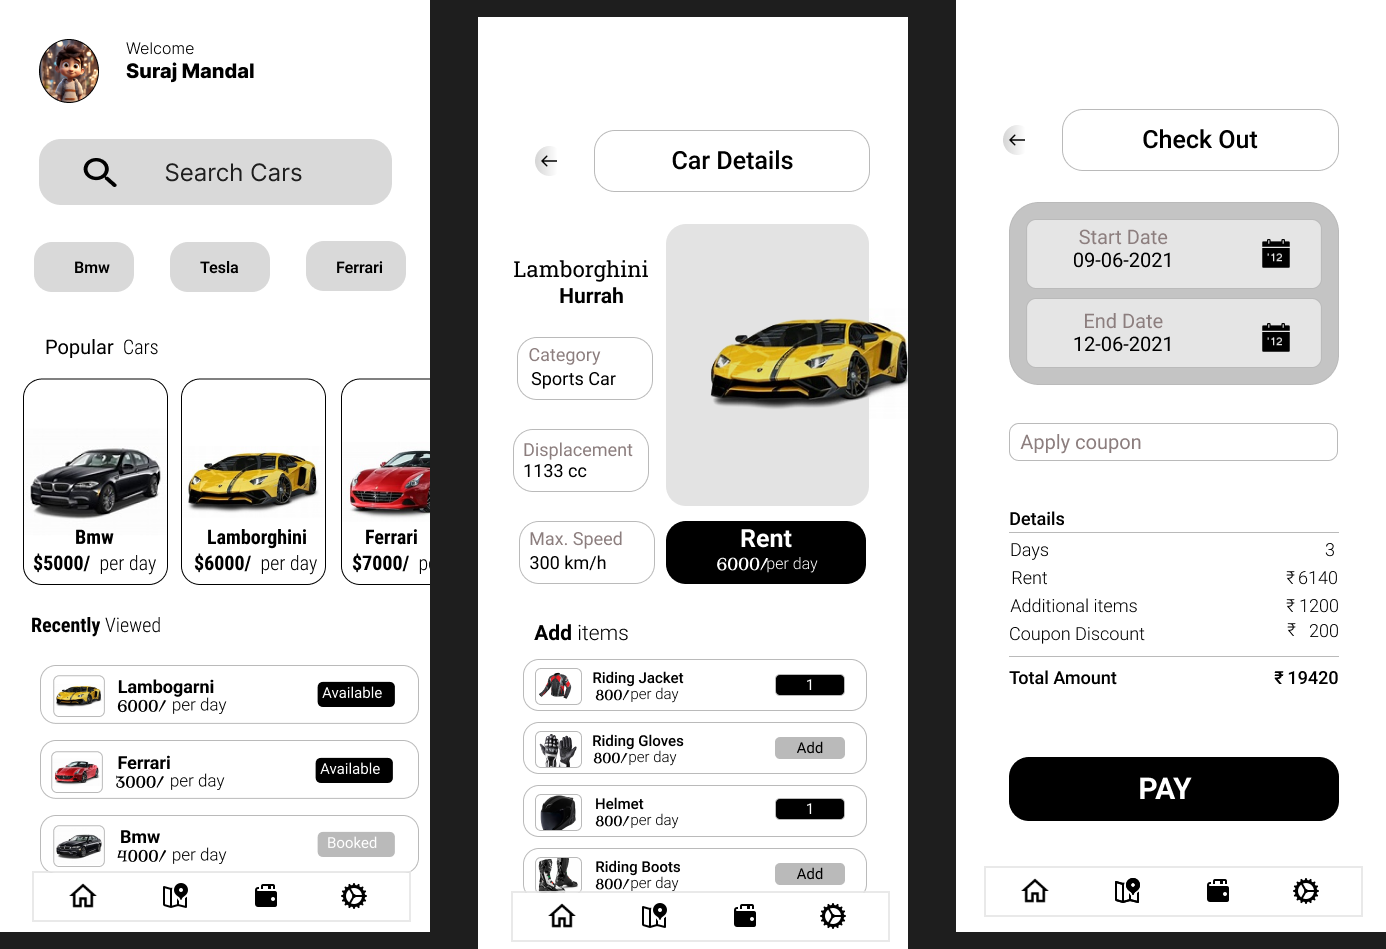 Welcome
Suraj Mandal
Search Cars
Bmw
Tesla
Ferrari
Popular Cars
Bmw
$5000/ per day
Lamborghini
$6000/ per day
Ferrari
$7000/ p
Recently Viewed
Lambogarni
6000/ per day
Available
Ferrari
3000/ per day
Available
Bmw
4000/ per day
Booked
Car Details
Lamborghini
Hurrah
Category
Sports Car
Displacement
1133 cc
Max. Speed
300 km/h
Rent
6000/per day
Add items
Riding Jacket
800/per day
1
Riding Gloves
800/per day
Add
Helmet
800/per day
1
Riding Boots
800/per day
Add
Check Out
Start Date
09-06-2021
'12
End Date
12-06-2021
'12
Apply coupon
Details
Days 3
Rent ₹ 6140
Additional items ₹ 1200
Coupon Discount ₹ 200
Total Amount ₹ 19420
PAY